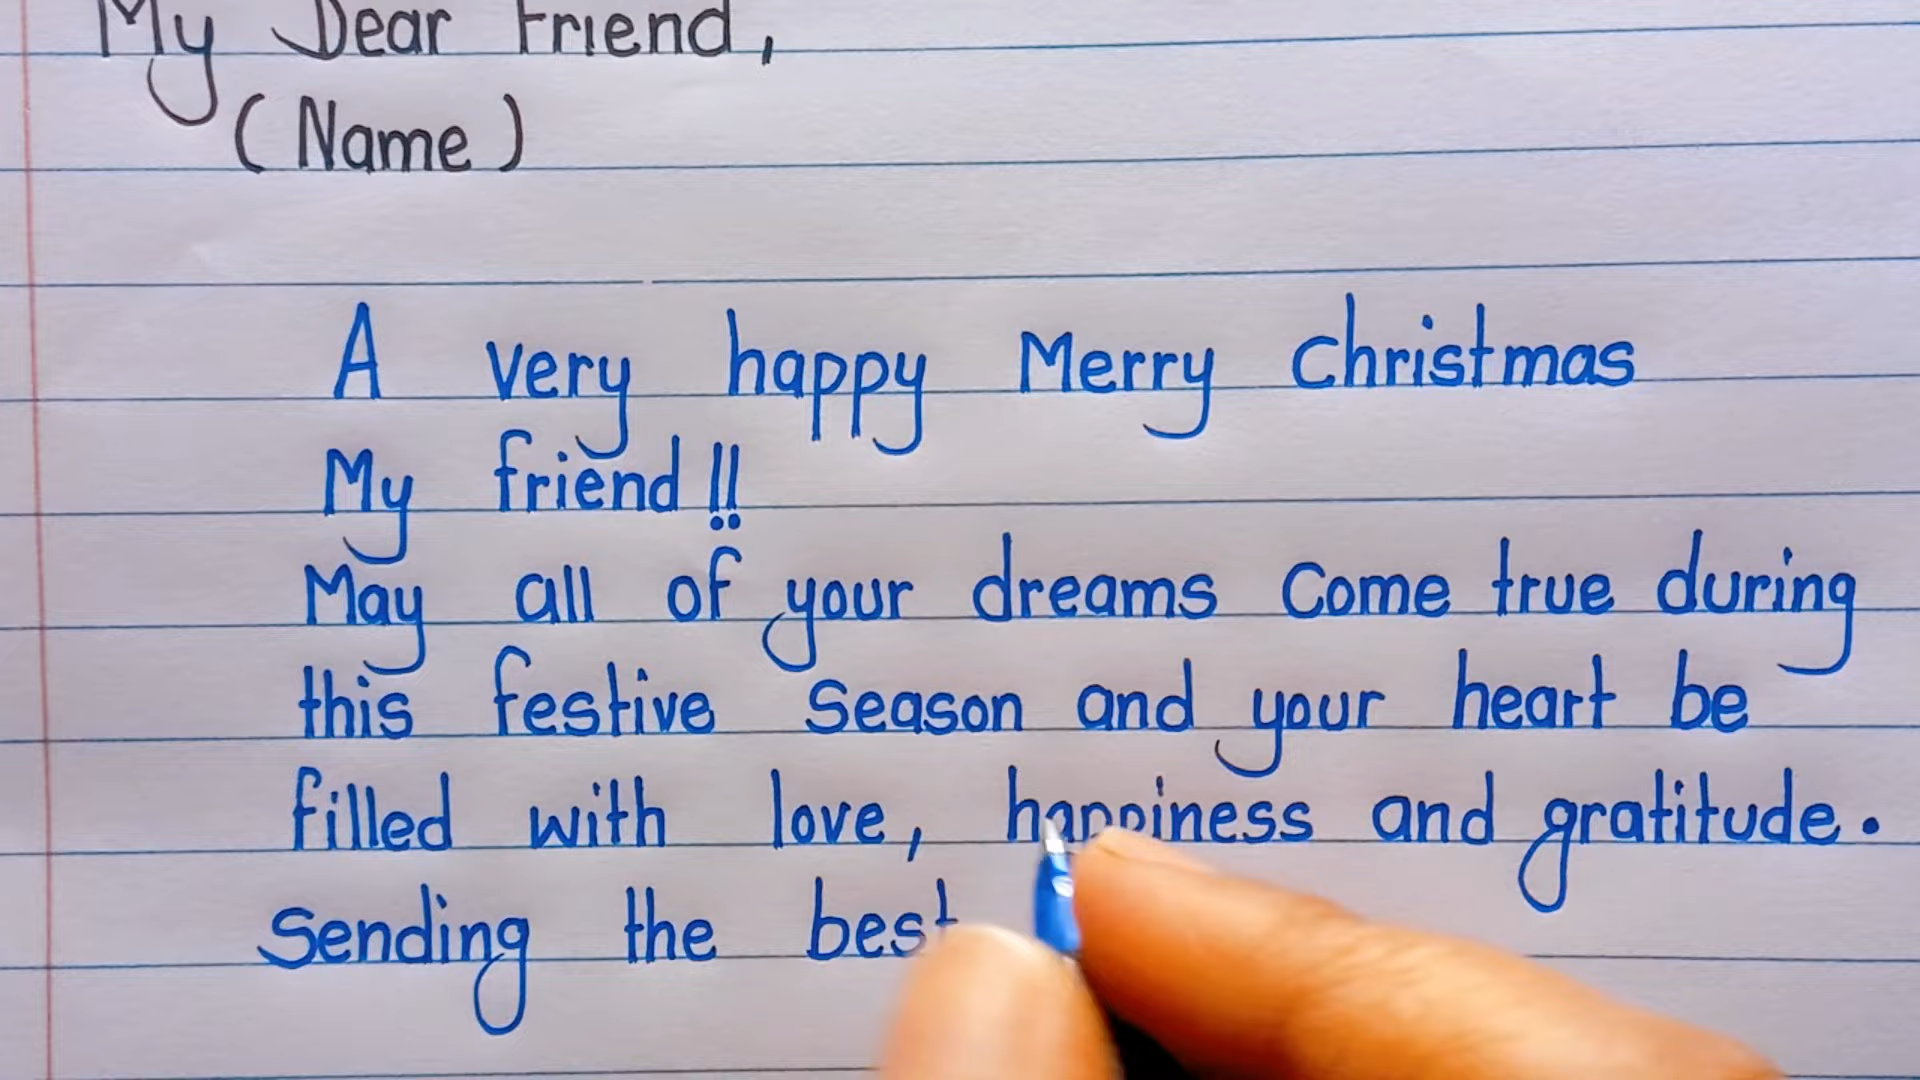 My Dear Friend,
(Name)
A very happy Merry Christmas
My friend!!
May all of your dreams Come true during
this festive Season and your heart be
filled with love, happiness and gratitude.
Sending the best